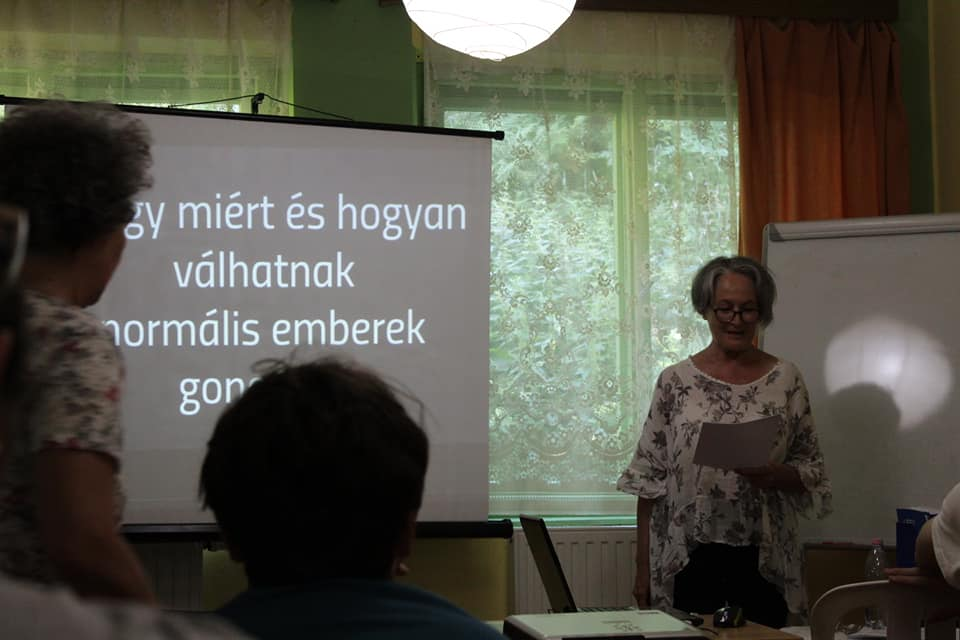 miért és hogyan
válhatnak
normális emberek